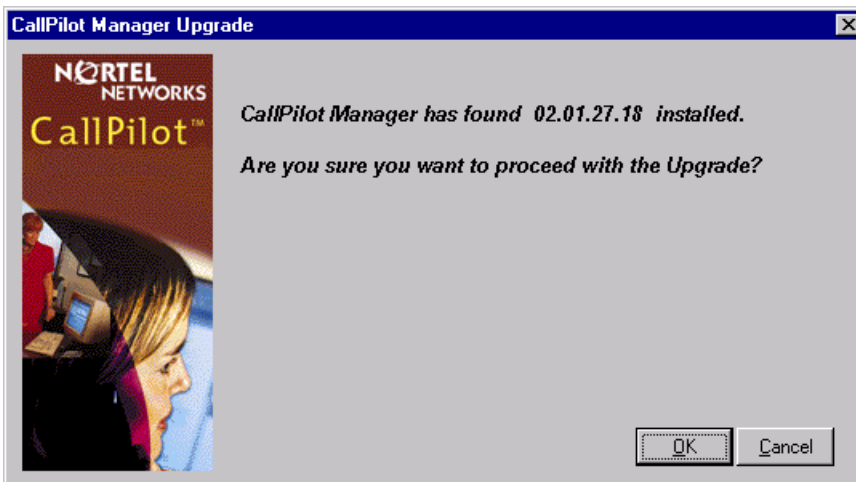 CallPilot Manager Upgrade
NORTEL
NETWORKS
CallPilot™
CallPilot Manager has found 02.01.27.18 installed.
Are you sure you want to proceed with the Upgrade?
OK
Cancel